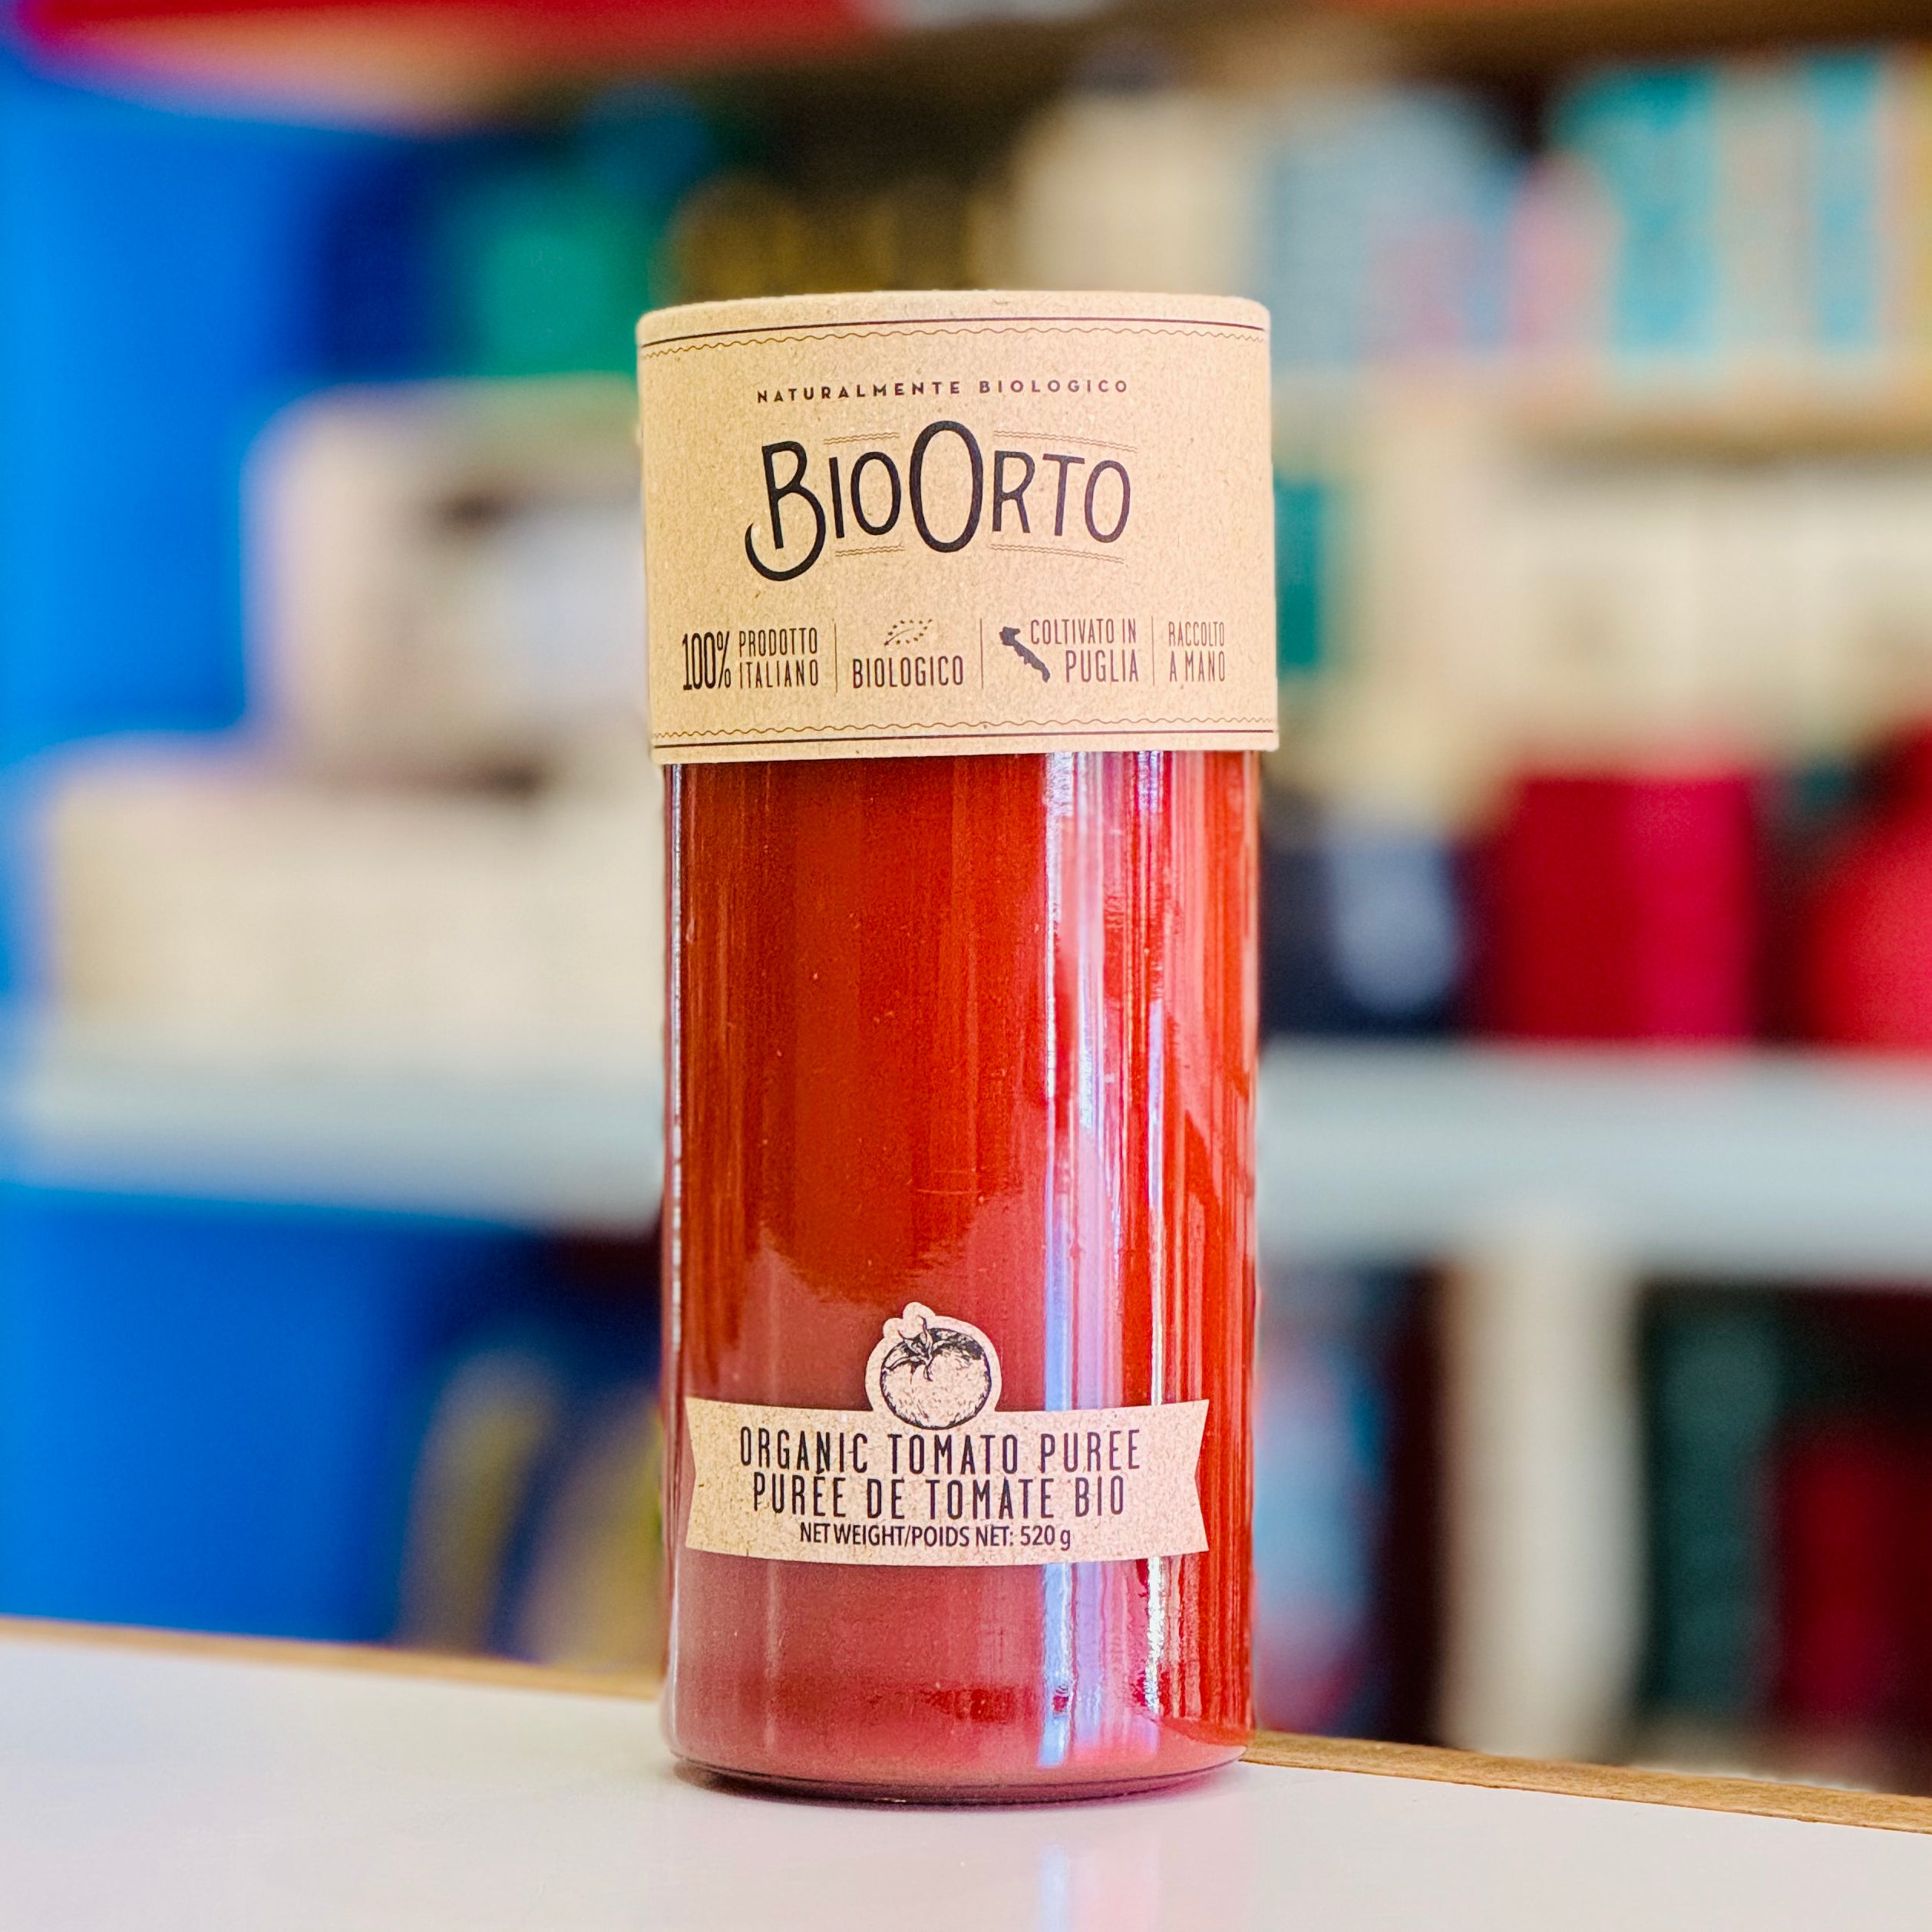 NATURALMENTE BIOLOGICO
BIOORTO
100% PRODOTTO ITALIANO
BIOLOGICO
COLTIVATO IN PUGLIA
RACCOLTO A MANO
ORGANIC TOMATO PUREE
PURÉE DE TOMATE BIO
NET WEIGHT/POIDS NET: 520 g